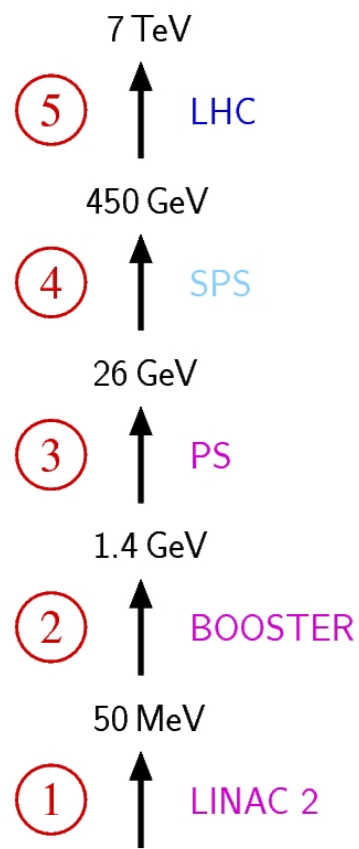 7 TeV
5 LHC
450 GeV
4 SPS
26 GeV
3 PS
1.4 GeV
2 BOOSTER
50 MeV
1 LINAC 2